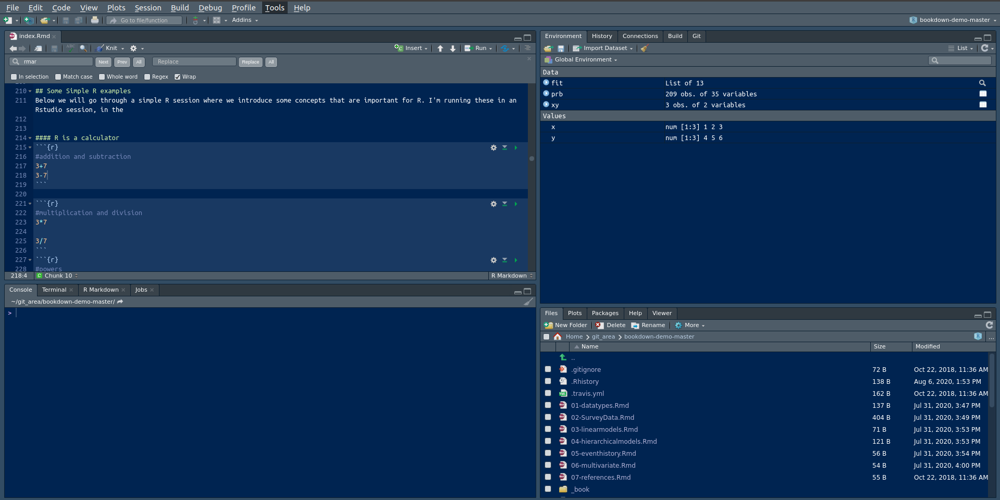 File Edit Code View Plots Session Build Debug Profile Tools Help
Go to file/function Addins bookdown-demo-master
index.Rmd
ABC Knit Insert Run
rmar Next Prev All Replace Replace All
In selection Match case Whole word Regex Wrap
210 ## Some Simple R examples
211 Below we will go through a simple R session where we introduce some concepts that are important for R. I'm running these in an
Rstudio session, in the
212
213
214 #### R is a calculator
215 ```{r}
216 #addition and subtraction
217 3+7
218 3-7
219 ```
220
221 ```{r}
222 #multiplication and division
223 3*7
224
225 3/7
226 ```
227 ```{r}
228 #powers
218:4 C Chunk 10 R Markdown
Console Terminal R Markdown Jobs
~/git_area/bookdown-demo-master/
>
Environment History Connections Build Git
Import Dataset List
Global Environment
Data
fit List of 13
prb 209 obs. of 35 variables
xy 3 obs. of 2 variables
Values
x num [1:3] 1 2 3
y num [1:3] 4 5 6
Files Plots Packages Help Viewer
New Folder Delete Rename More
Home git_area bookdown-demo-master R ...
Name Size Modified
..
.gitignore 72 B Oct 22, 2018, 11:36 AM
.Rhistory 138 B Aug 6, 2020, 1:53 PM
.travis.yml 162 B Oct 22, 2018, 11:36 AM
01-datatypes.Rmd 137 B Jul 31, 2020, 3:47 PM
02-SurveyData.Rmd 404 B Jul 31, 2020, 3:49 PM
03-linearmodels.Rmd 71 B Jul 31, 2020, 3:53 PM
04-hierarchicalmodels.Rmd 121 B Jul 31, 2020, 3:53 PM
05-eventhistory.Rmd 56 B Jul 31, 2020, 3:54 PM
06-multivariate.Rmd 54 B Jul 31, 2020, 4:00 PM
07-references.Rmd 55 B Oct 22, 2018, 11:36 AM
_book